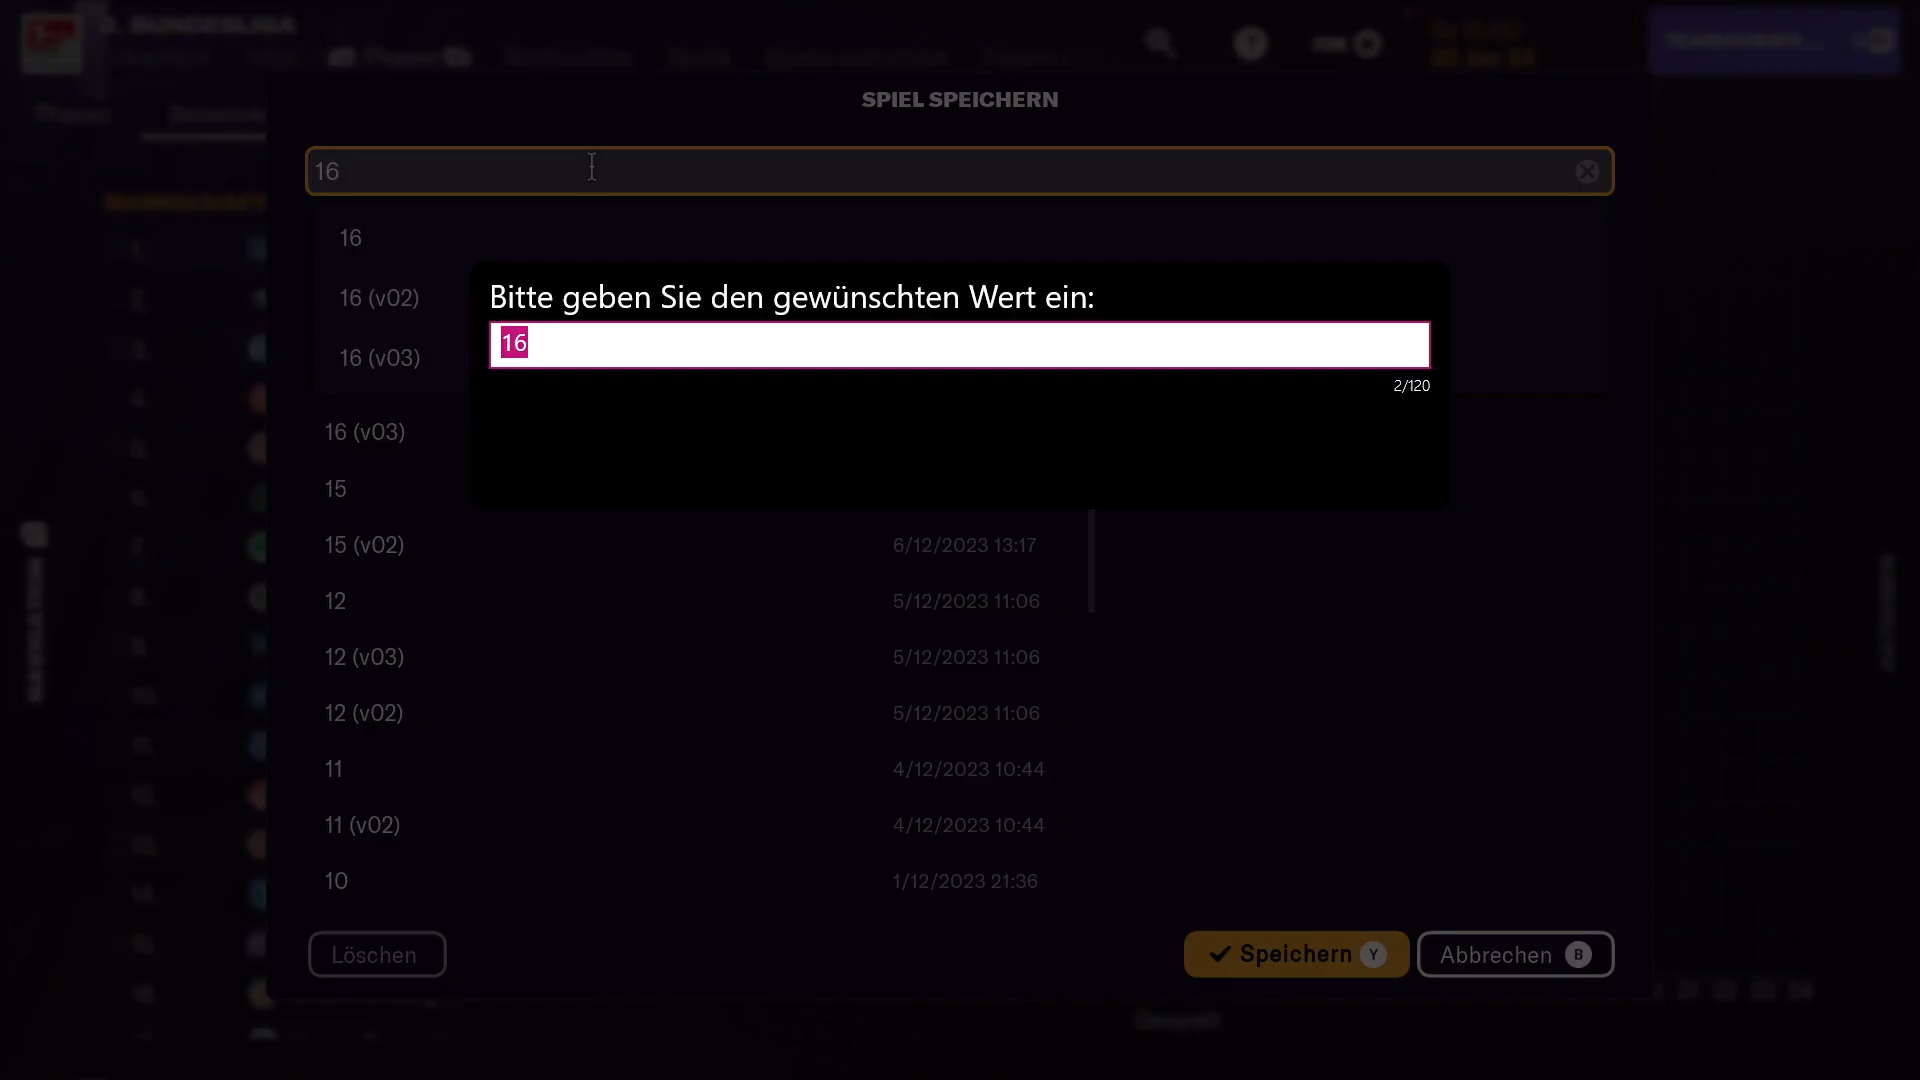 2. BUNDESLIGA
SPIEL SPEICHERN
16
16
16 (v02)
16 (v03)
Bitte geben Sie den gewünschten Wert ein:
16
2/120
16 (v03)
15
15 (v02) 6/12/2023 13:17
12 5/12/2023 11:06
12 (v03) 5/12/2023 11:06
12 (v02) 5/12/2023 11:06
11 4/12/2023 10:44
11 (v02) 4/12/2023 10:44
10 1/12/2023 21:36
Löschen
Speichern Y
Abbrechen B
NAVIGATION